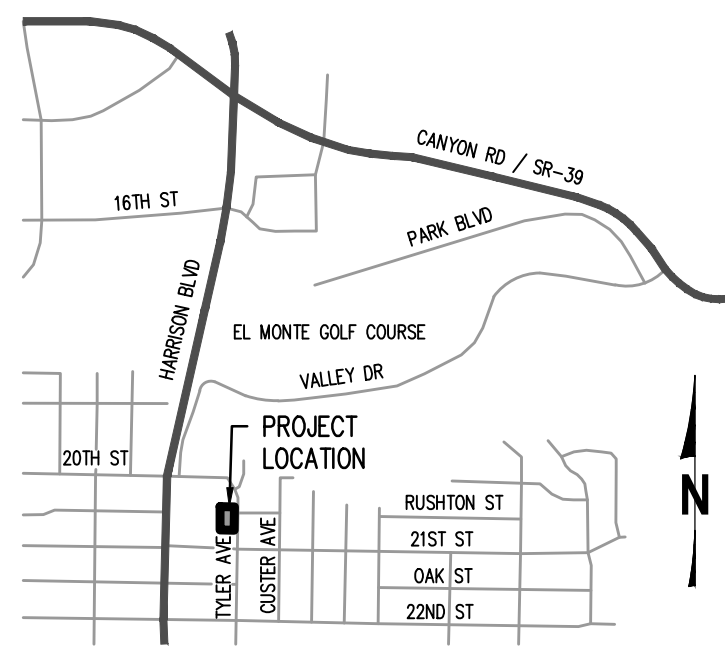 CANYON RD / SR-39
16TH ST
PARK BLVD
HARRISON BLVD
EL MONTE GOLF COURSE
VALLEY DR
PROJECT
LOCATION
20TH ST
N
RUSHTON ST
21ST ST
TYLER AVE
CUSTER AVE
OAK ST
22ND ST